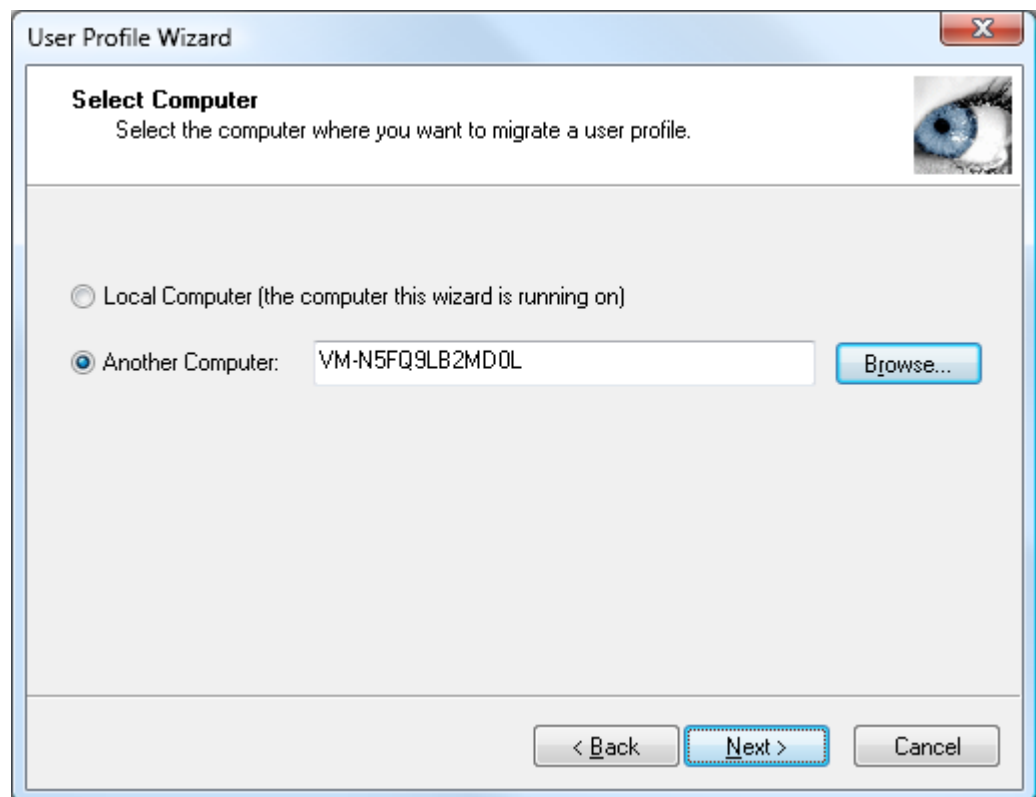 User Profile Wizard
Select Computer
Select the computer where you want to migrate a user profile.
Local Computer (the computer this wizard is running on)
Another Computer: VM-N5FQ9LB2MD0L Browse...
< Back Next > Cancel